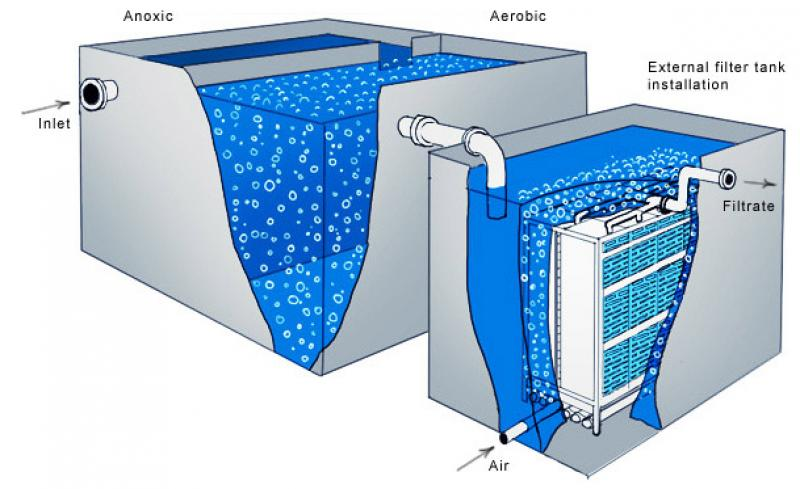 Anoxic
Aerobic
External filter tank
installation
Inlet
Filtrate
Air